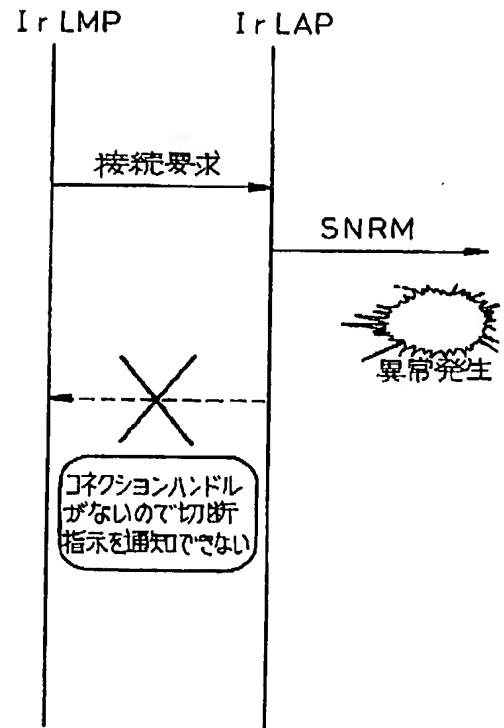 IrLMP
IrLAP
接続要求
SNRM
異常発生
コネクションハンドル
がないので切断
指示を通知できない